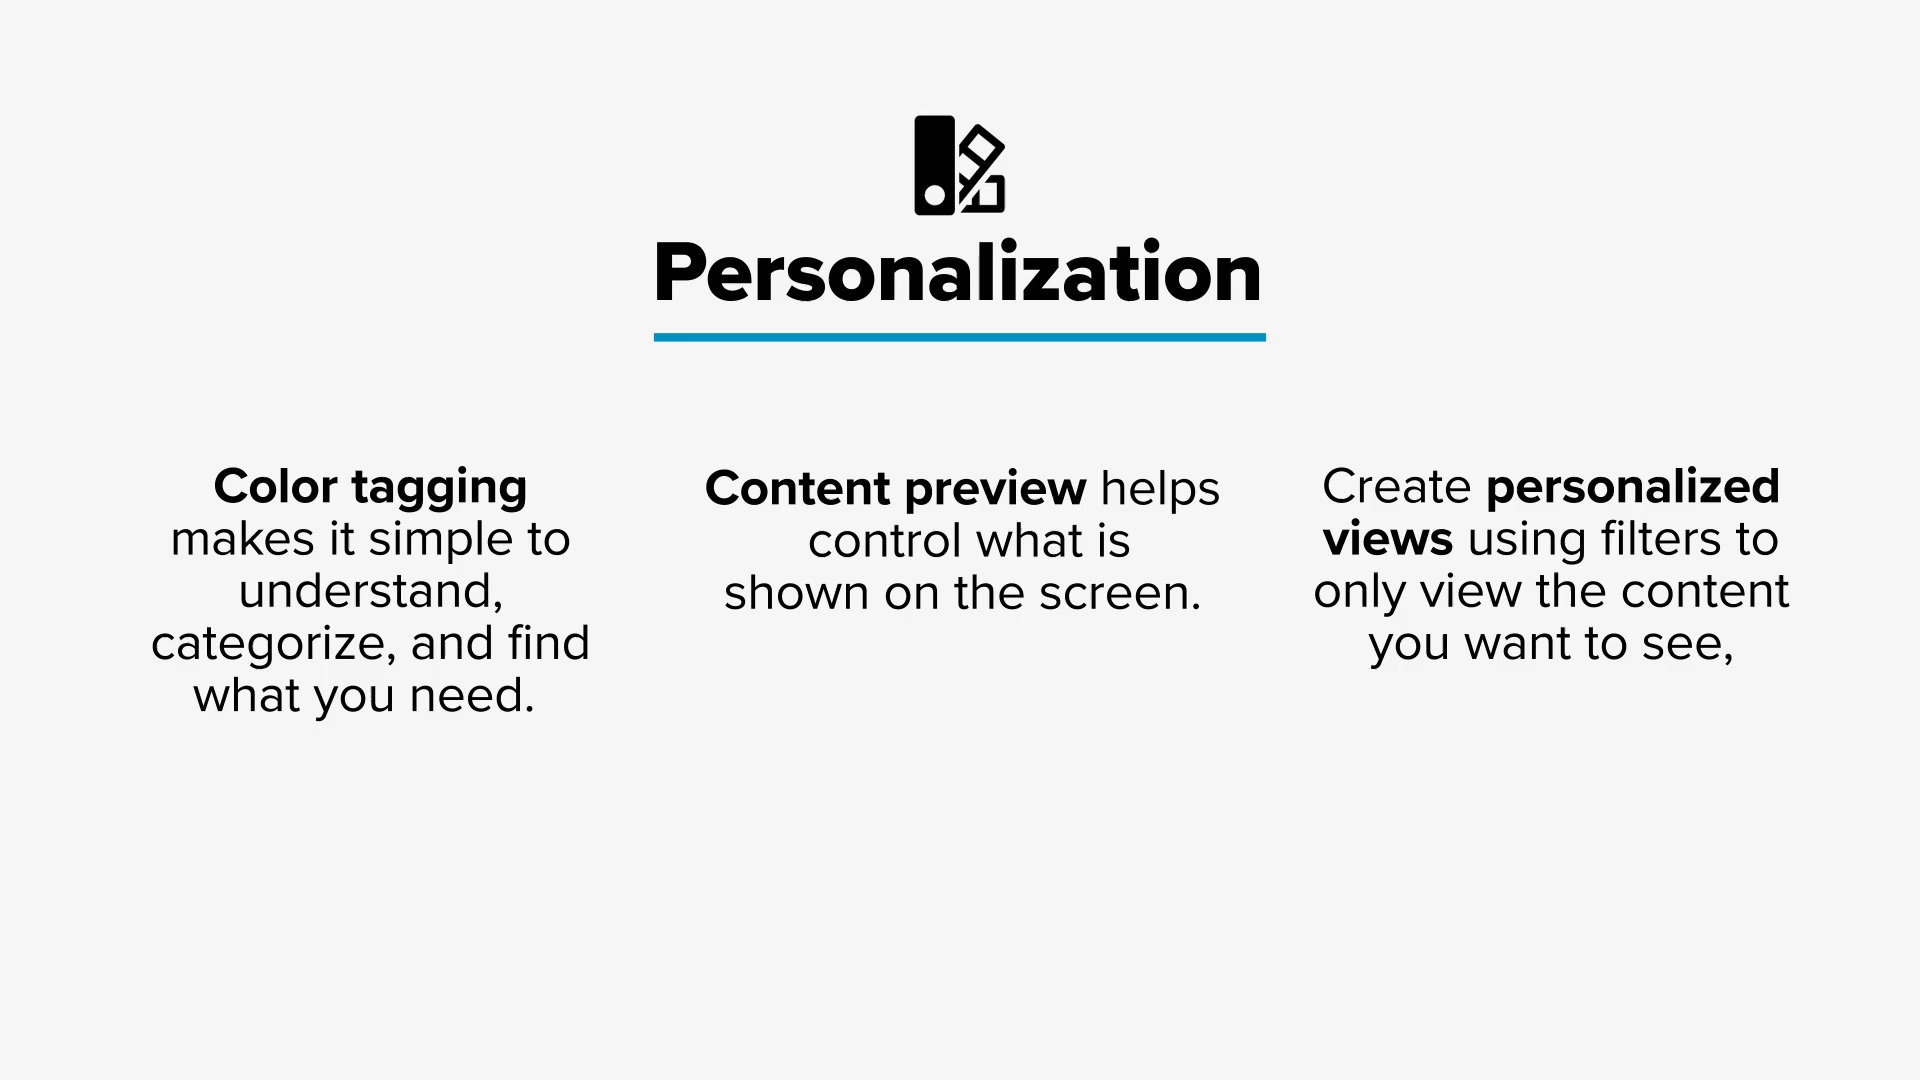 Personalization
Color tagging
makes it simple to
understand,
categorize, and find
what you need.
Content preview helps
control what is
shown on the screen.
Create personalized
views using filters to
only view the content
you want to see,